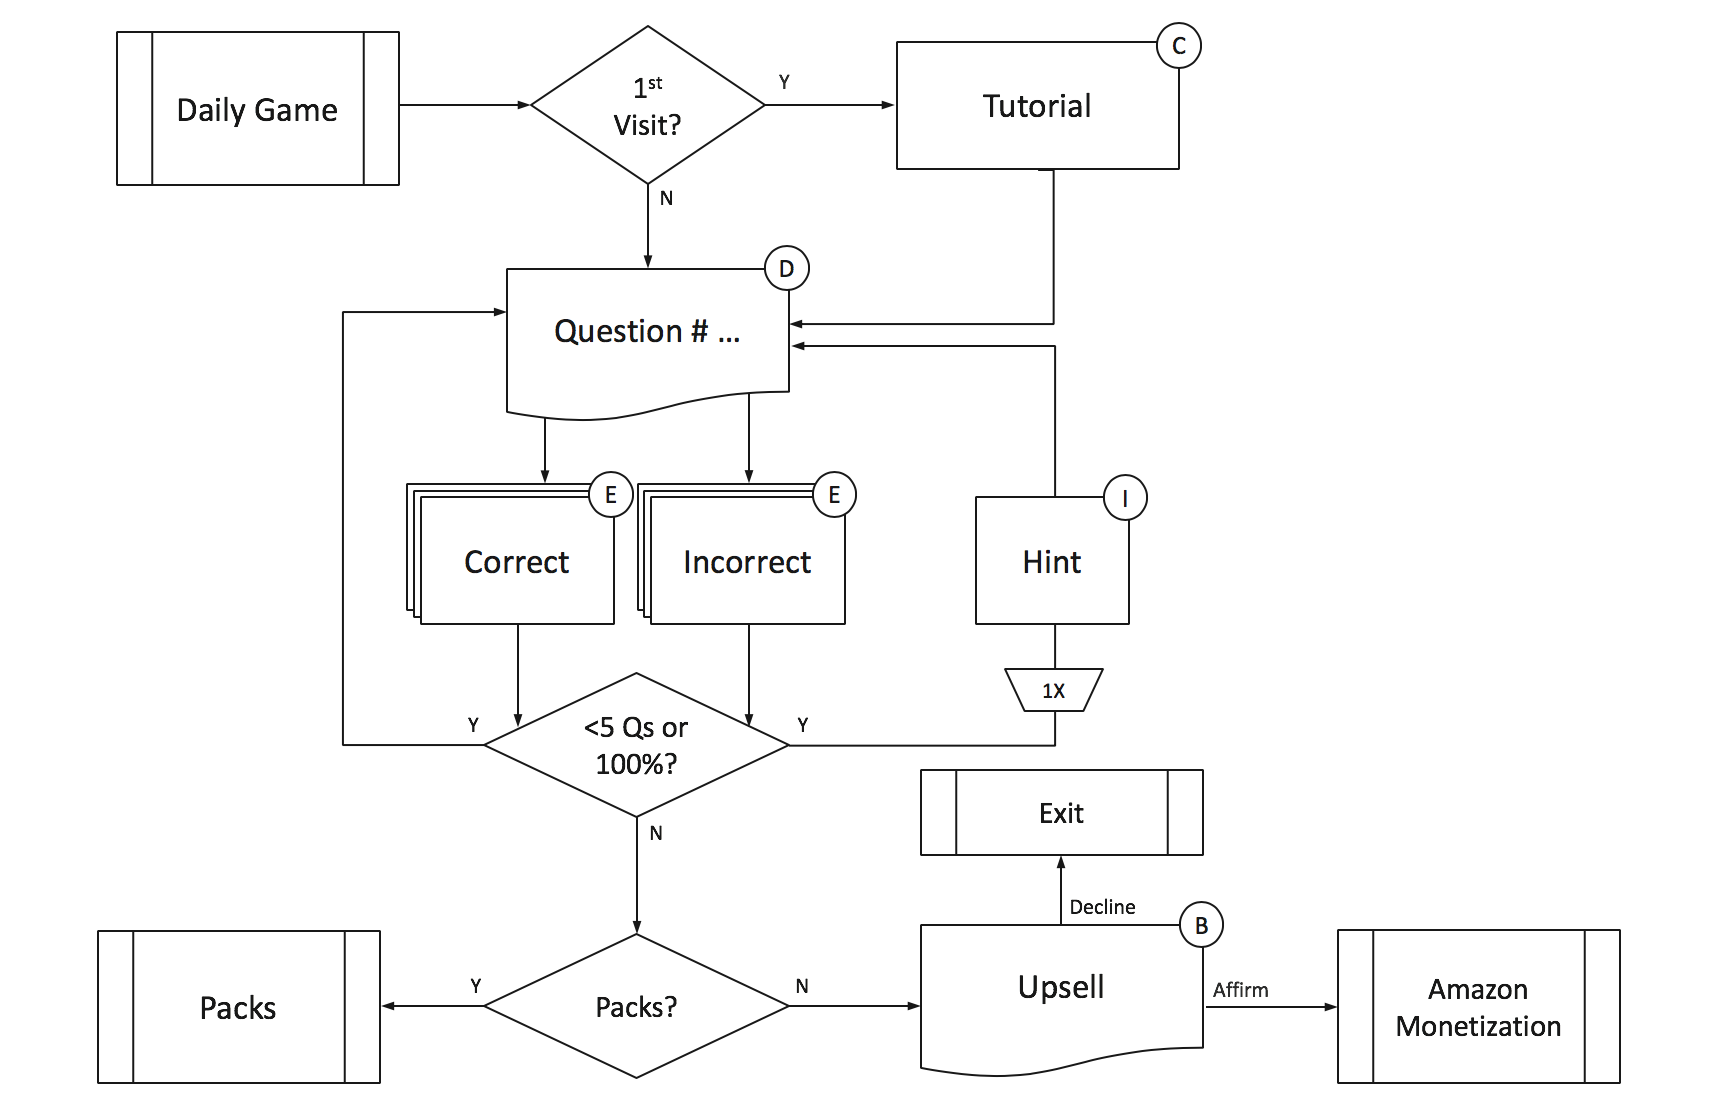 Daily Game
1st
Visit?
Y
Tutorial
C
N
D
Question # ...
E
E
I
Correct
Incorrect
Hint
1X
Y
<5 Qs or
100%?
Y
N
Exit
Decline
B
Packs
Y
Packs?
N
Upsell
Affirm
Amazon
Monetization